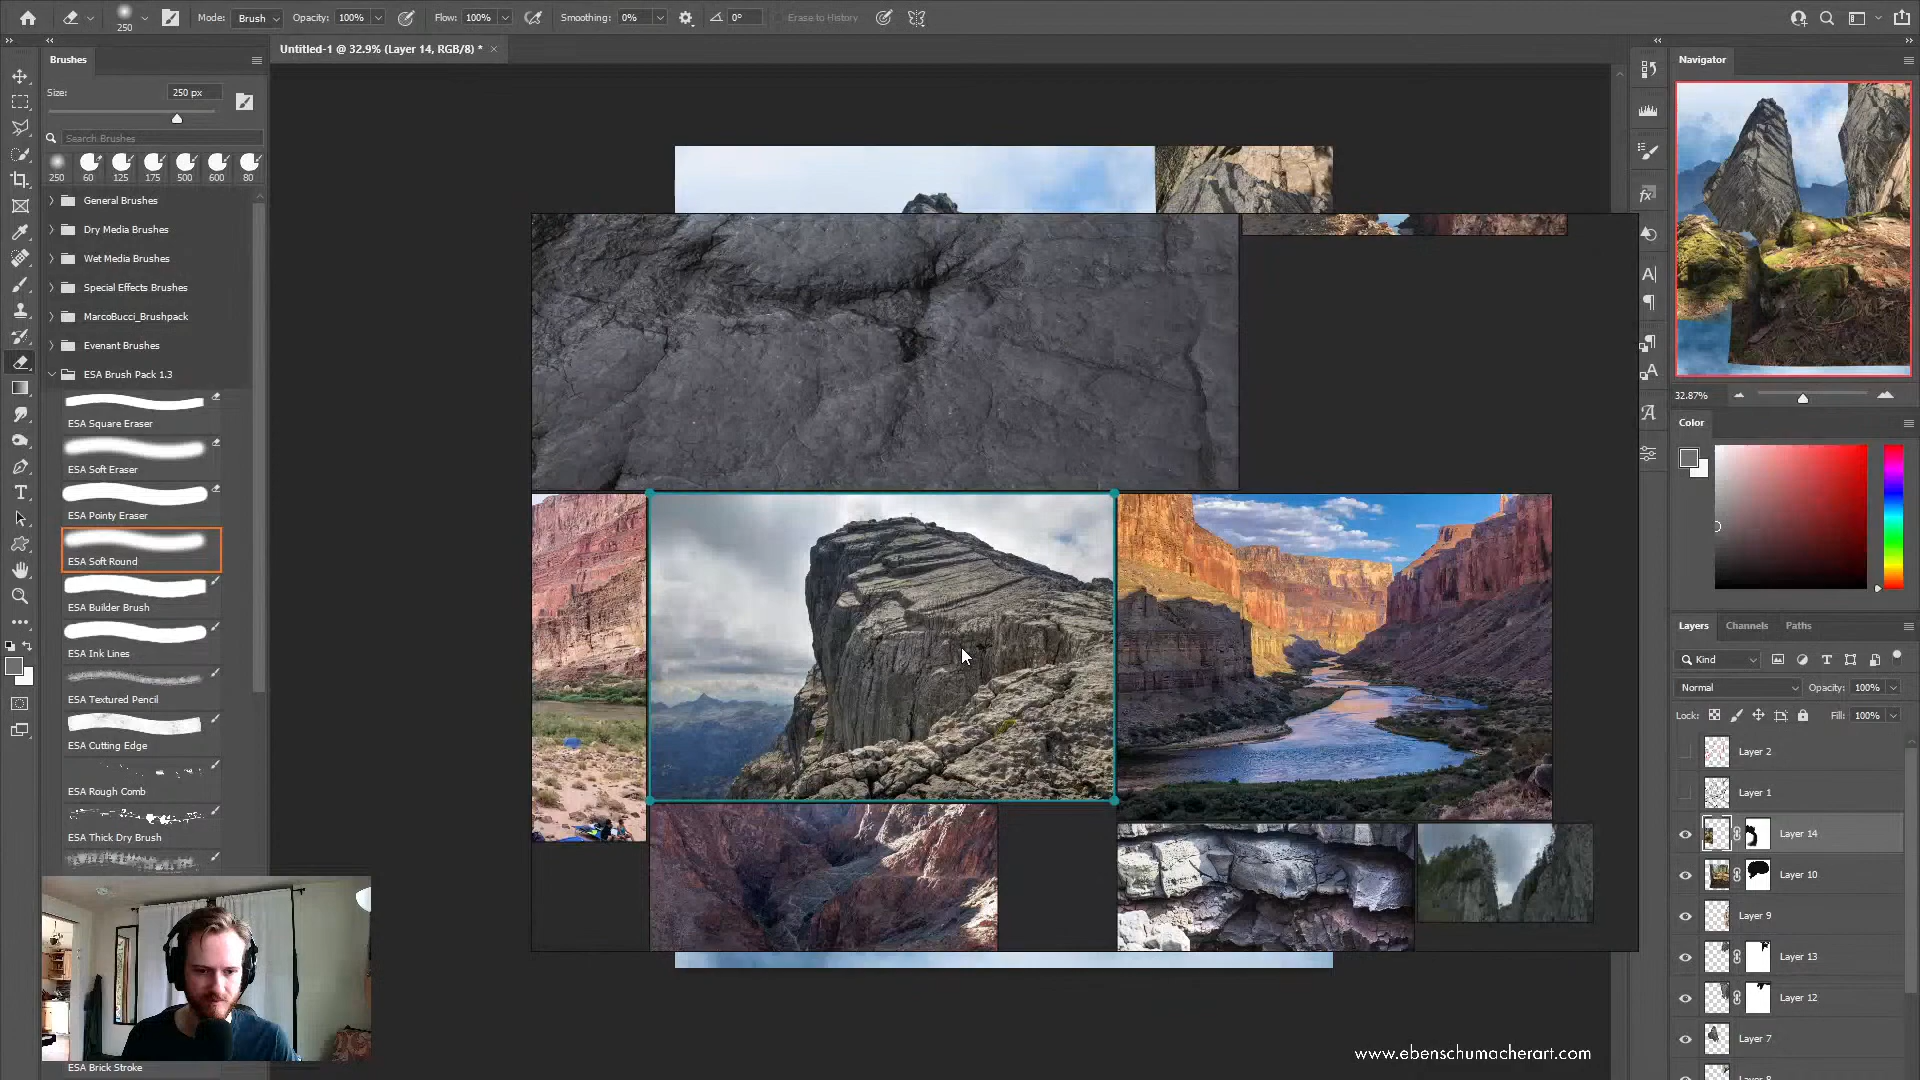 250
Mode: Brush Opacity: 100% Flow: 100% Smoothing: 0% 0° Erase to History
Untitled-1 @ 32.9% (Layer 14, RGB/8) *
Brushes
Size: 250 px
Search Brushes
250 60 125 175 500 600 80
General Brushes
Dry Media Brushes
Wet Media Brushes
Special Effects Brushes
MarcoBucci_Brushpack
Evenant Brushes
ESA Brush Pack 1.3
ESA Square Eraser
ESA Soft Eraser
ESA Pointy Eraser
ESA Soft Round
ESA Builder Brush
ESA Ink Lines
ESA Textured Pencil
ESA Cutting Edge
ESA Rough Comb
ESA Thick Dry Brush
ESA Brick Stroke
Navigator
32.87%
Color
Layers Channels Paths
Kind
Normal Opacity: 100%
Lock: Fill: 100%
Layer 2
Layer 1
Layer 14
Layer 10
Layer 9
Layer 13
Layer 12
Layer 7
www.ebenschumacherart.com